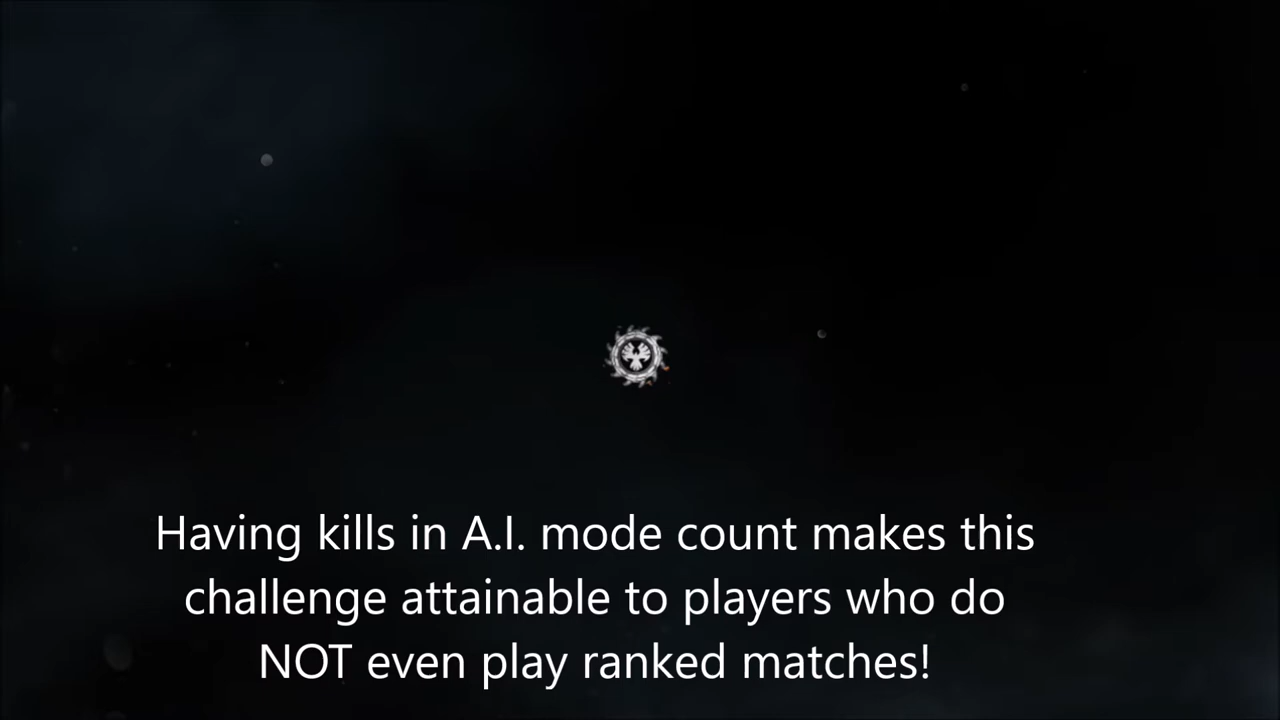 Having kills in A.I. mode count makes this
challenge attainable to players who do
NOT even play ranked matches!